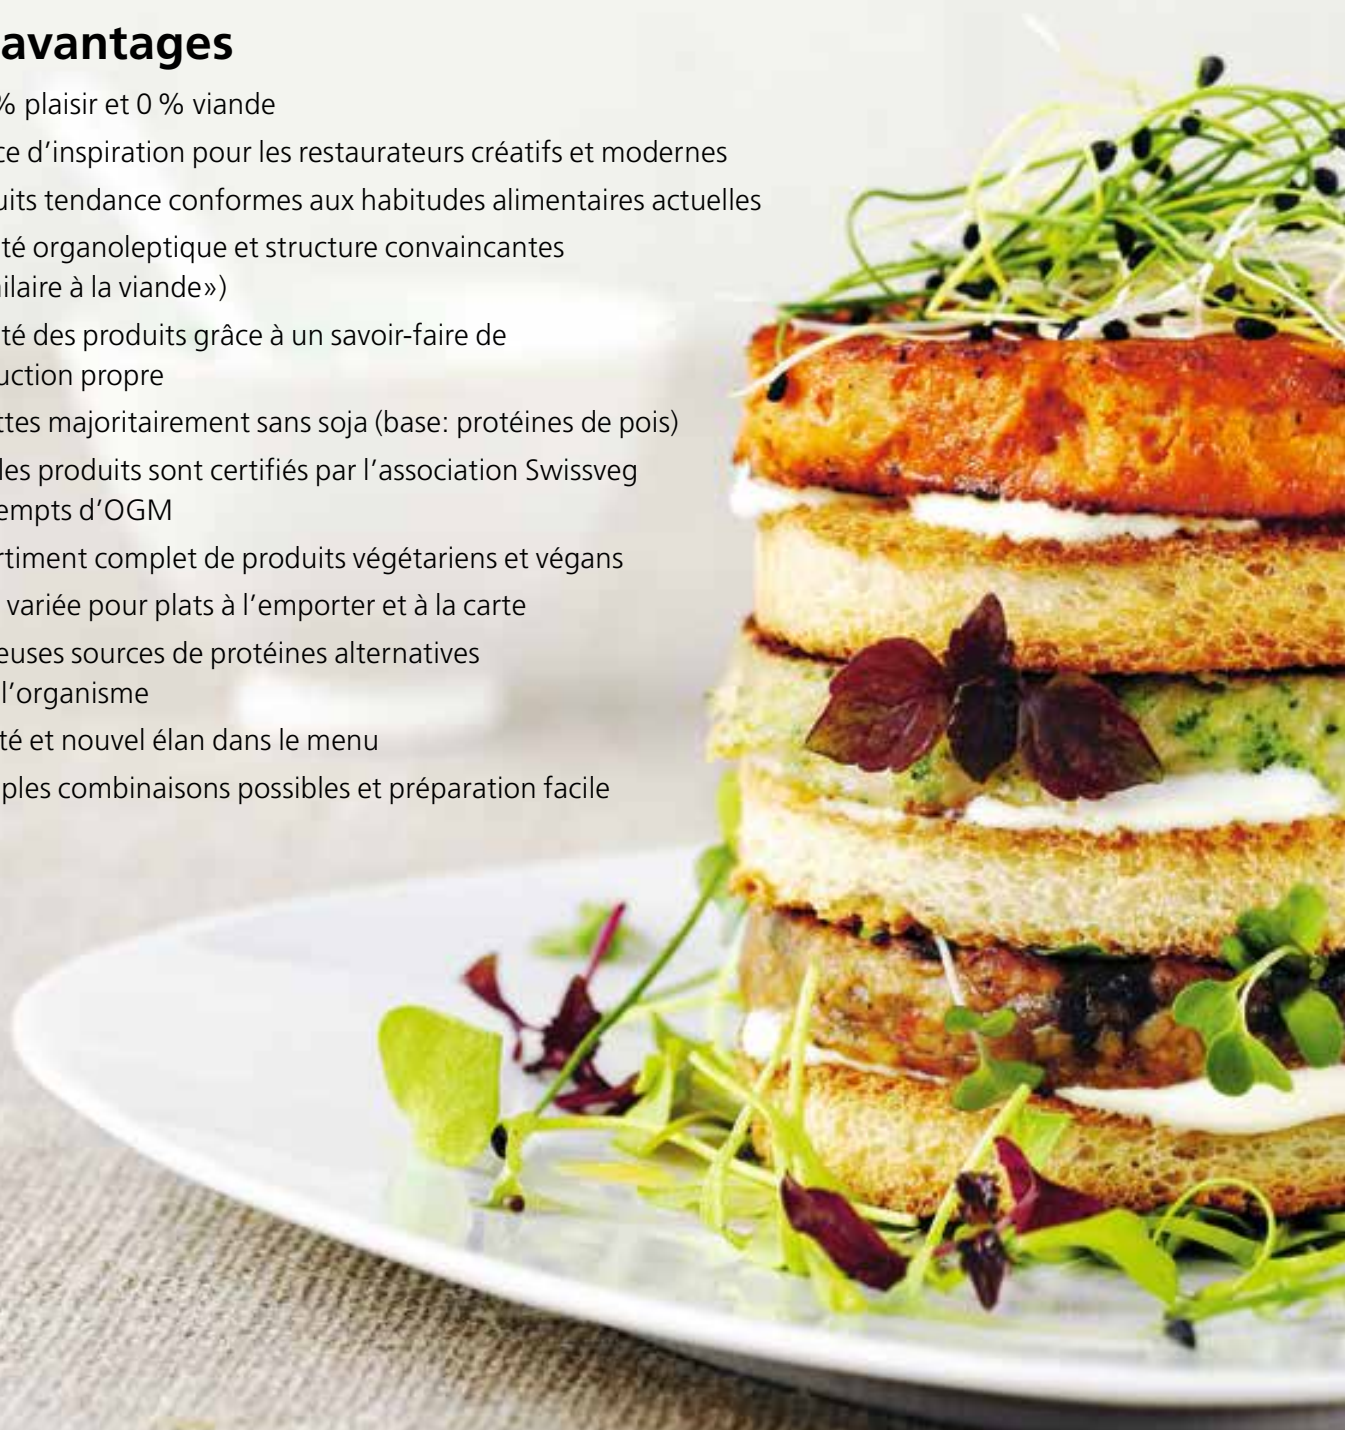 avantages
% plaisir et 0 % viande
ce d’inspiration pour les restaurateurs créatifs et modernes
uits tendance conformes aux habitudes alimentaires actuelles
té organoleptique et structure convaincantes
ilaire à la viande»)
té des produits grâce à un savoir-faire de
uction propre
ttes majoritairement sans soja (base: protéines de pois)
les produits sont certifiés par l’association Swissveg
empts d’OGM
rtiment complet de produits végétariens et végans
variée pour plats à l’emporter et à la carte
euses sources de protéines alternatives
l’organisme
té et nouvel élan dans le menu
ples combinaisons possibles et préparation facile